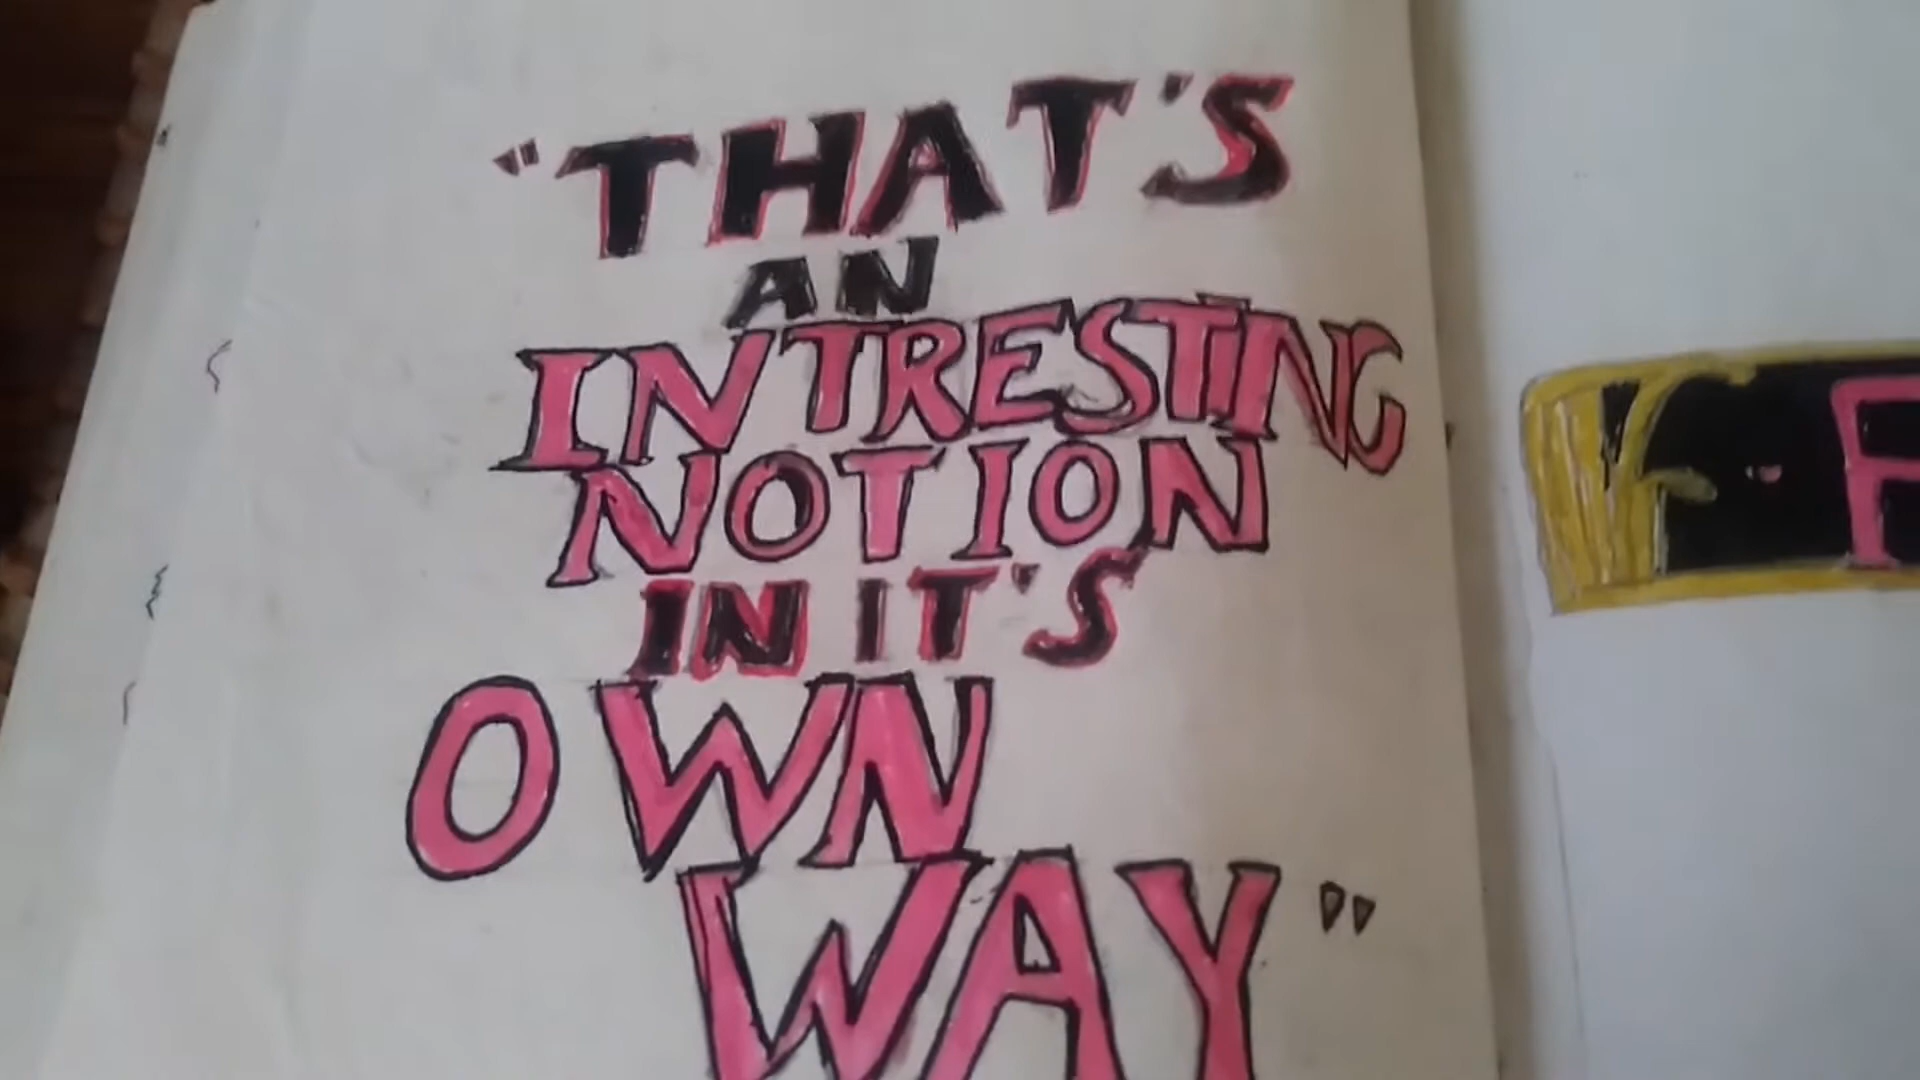 "THAT'S
AN
INTRESTING
NOTION
IN IT'S
OWN
WAY"